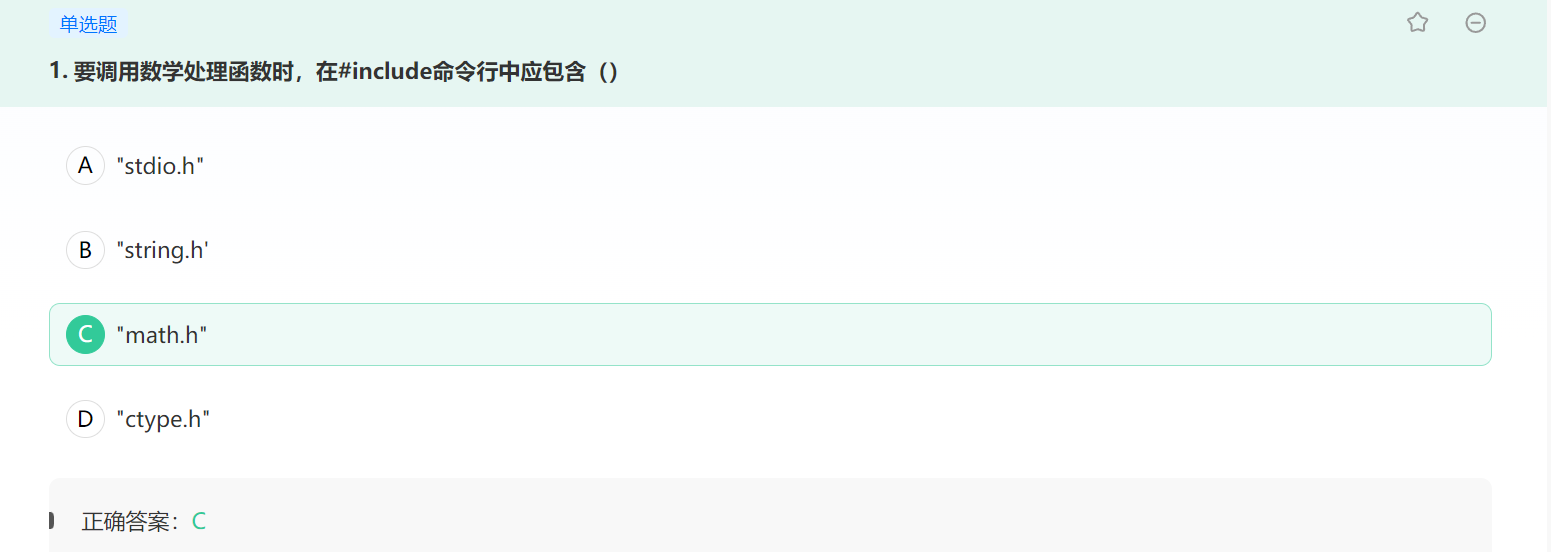 单选题
1. 要调用数学处理函数时，在#include命令行中应包含（）
A "stdio.h"
B "string.h'
C "math.h"
D "ctype.h"
正确答案：C